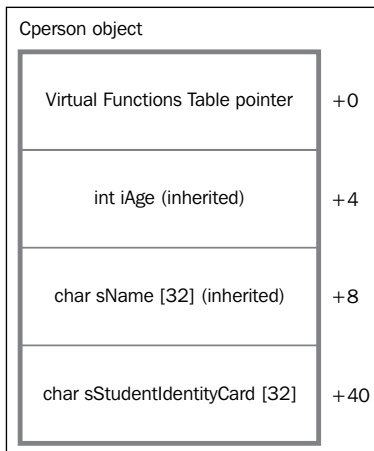 Cperson object
Virtual Functions Table pointer +0
int iAge (inherited) +4
char sName [32] (inherited) +8
char sStudentIdentityCard [32] +40